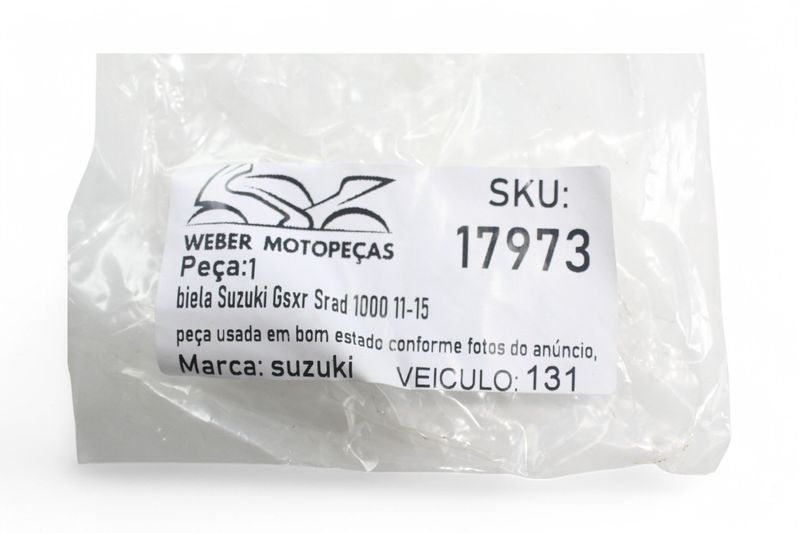 WEBER MOTOPEÇAS
SKU:
17973
Peça:1
biela Suzuki Gsxr Srad 1000 11-15
peça usada em bom estado conforme fotos do anúncio,
Marca: suzuki
VEICULO: 131